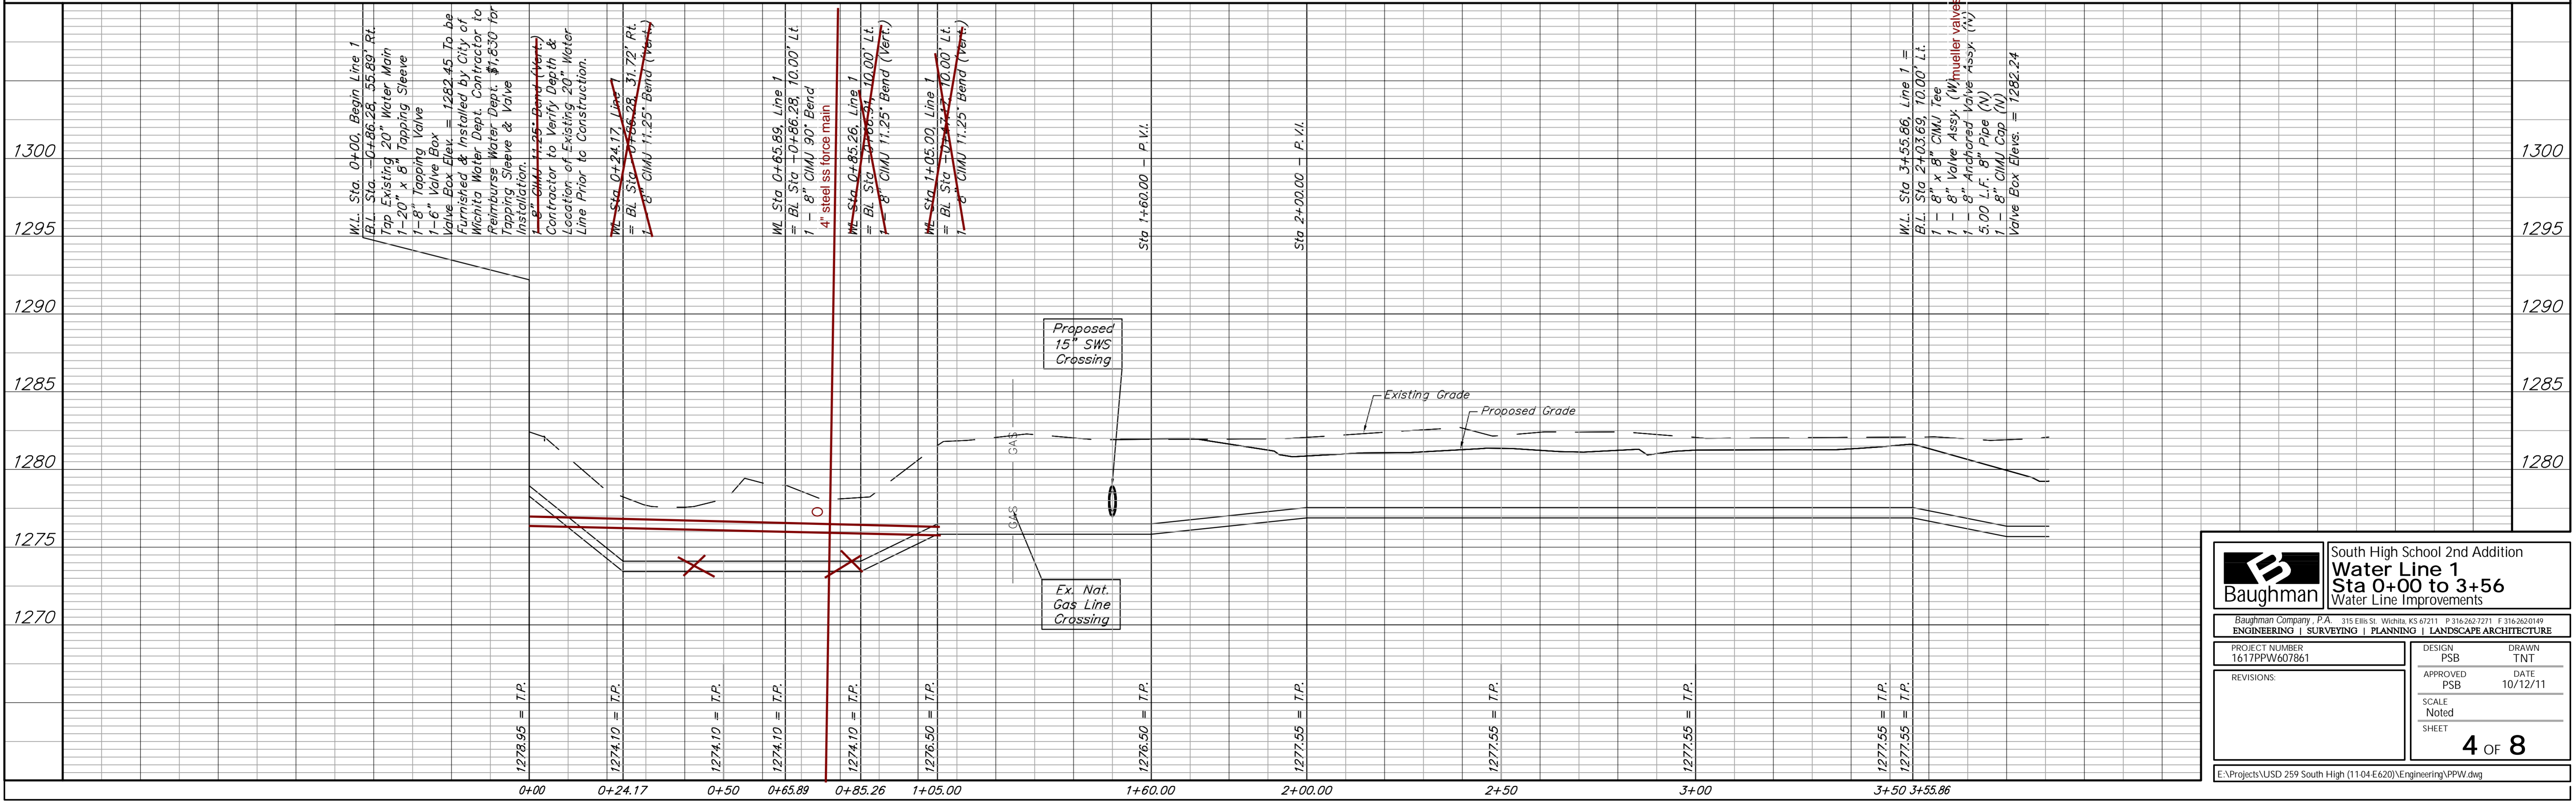 W.L. Sta. 0+00, Begin Line 1
B.L. Sta. -0+86.28, 55.89' Rt.
Tap Existing 20" Water Main
1-20" x 8" Tapping Sleeve
1-8" Tapping Valve
1-6" Valve Box
Valve Box Elev. = 1282.45 To be
Furnished & Installed by City of
Wichita Water Dept. Contractor to
Reimburse Water Dept. $1,830 for
Tapping Sleeve & Valve
Installation.
1-8" CIMJ 11.25° Bend (Vert.)
Contractor to Verify Depth &
Location of Existing 20" Water
Line Prior to Construction.
WL Sta 0+24.17, Line 1
= BL Sta -0+86.28, 31.72' Rt.
1- 8" CIMJ 11.25° Bend (Vert.)
WL Sta 0+65.89, Line 1
= BL Sta -0+86.28, 10.00' Lt.
1 - 8" CIMJ 90° Bend
4" steel ss force main
WL Sta 0+85.26, Line 1
= BL Sta 10.00' Lt.
1- 8" CIMJ 11.25° Bend (Vert.)
WL Sta 1+05.00, Line 1
= BL Sta 10.00' Lt.
1- 8" CIMJ 11.25° Bend (Vert.)
Sta 1+60.00 - P.V.I.
Sta 2+00.00 - P.V.I.
W.L. Sta 3+55.86, Line 1 =
B.L. Sta 2+03.69, 10.00' Lt.
1 - 8" x 8" CIMJ Tee
1 - 8" Valve Assy. (W) mueller valves
1 - 8" Anchored Valve Assy. (N)
5.00 L.F. 8" Pipe (N)
1 - 8" CIMJ Cap (N)
Valve Box Elevs. = 1282.24
1300
1300
1295
1295
1290
1290
1285
1285
1280
1280
1275
1270
Proposed
15" SWS
Crossing
Existing Grade
Proposed Grade
GAS
GAS
Ex. Nat.
Gas Line
Crossing
O
1278.95 = T.P.
1274.10 = T.P.
1274.10 = T.P.
1274.10 = T.P.
1274.10 = T.P.
1276.50 = T.P.
1276.50 = T.P.
1277.55 = T.P.
1277.55 = T.P.
1277.55 = T.P.
1277.55 = T.P.
1277.55 = T.P.
0+00
0+24.17
0+50
0+65.89
0+85.26
1+05.00
1+60.00
2+00.00
2+50
3+00
3+50
3+55.86
B
Baughman
South High School 2nd Addition
Water Line 1
Sta 0+00 to 3+56
Water Line Improvements
Baughman Company, P.A. 315 Ellis St. Wichita, KS 67211 P 316-262-7271 F 316-262-0149
ENGINEERING | SURVEYING | PLANNING | LANDSCAPE ARCHITECTURE
PROJECT NUMBER
1617PPW607861
REVISIONS:
DESIGN
PSB
DRAWN
TNT
APPROVED
PSB
DATE
10/12/11
SCALE
Noted
SHEET
4 OF 8
E:\Projects\USD 259 South High (11-04-E620)\Engineering\PPW.dwg